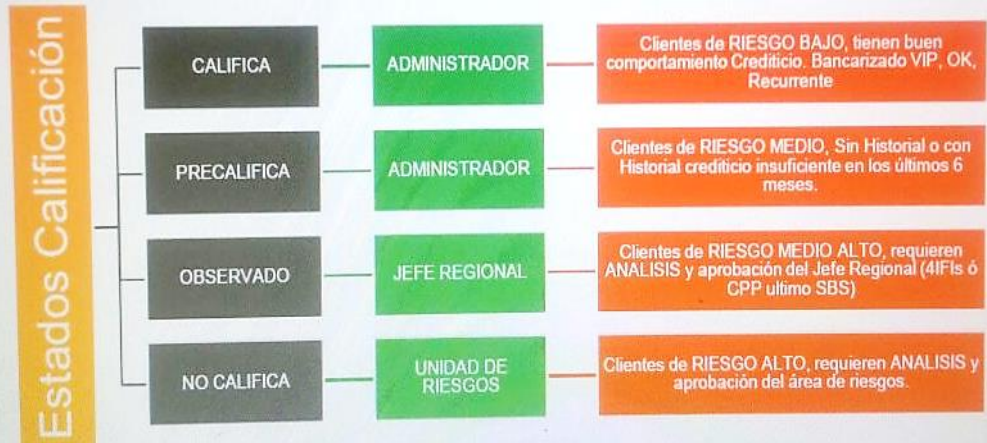 Estados Calificación
CALIFICA
ADMINISTRADOR
Clientes de RIESGO BAJO, tienen buen
comportamiento Crediticio. Bancarizado VIP, OK,
Recurrente
PRECALIFICA
ADMINISTRADOR
Clientes de RIESGO MEDIO, Sin Historial o con
Historial crediticio insuficiente en los últimos 6
meses.
OBSERVADO
JEFE REGIONAL
Clientes de RIESGO MEDIO ALTO, requieren
ANALISIS y aprobación del Jefe Regional (4IFIs ó
CPP ultimo SBS)
NO CALIFICA
UNIDAD DE
RIESGOS
Clientes de RIESGO ALTO, requieren ANALISIS y
aprobación del área de riesgos.